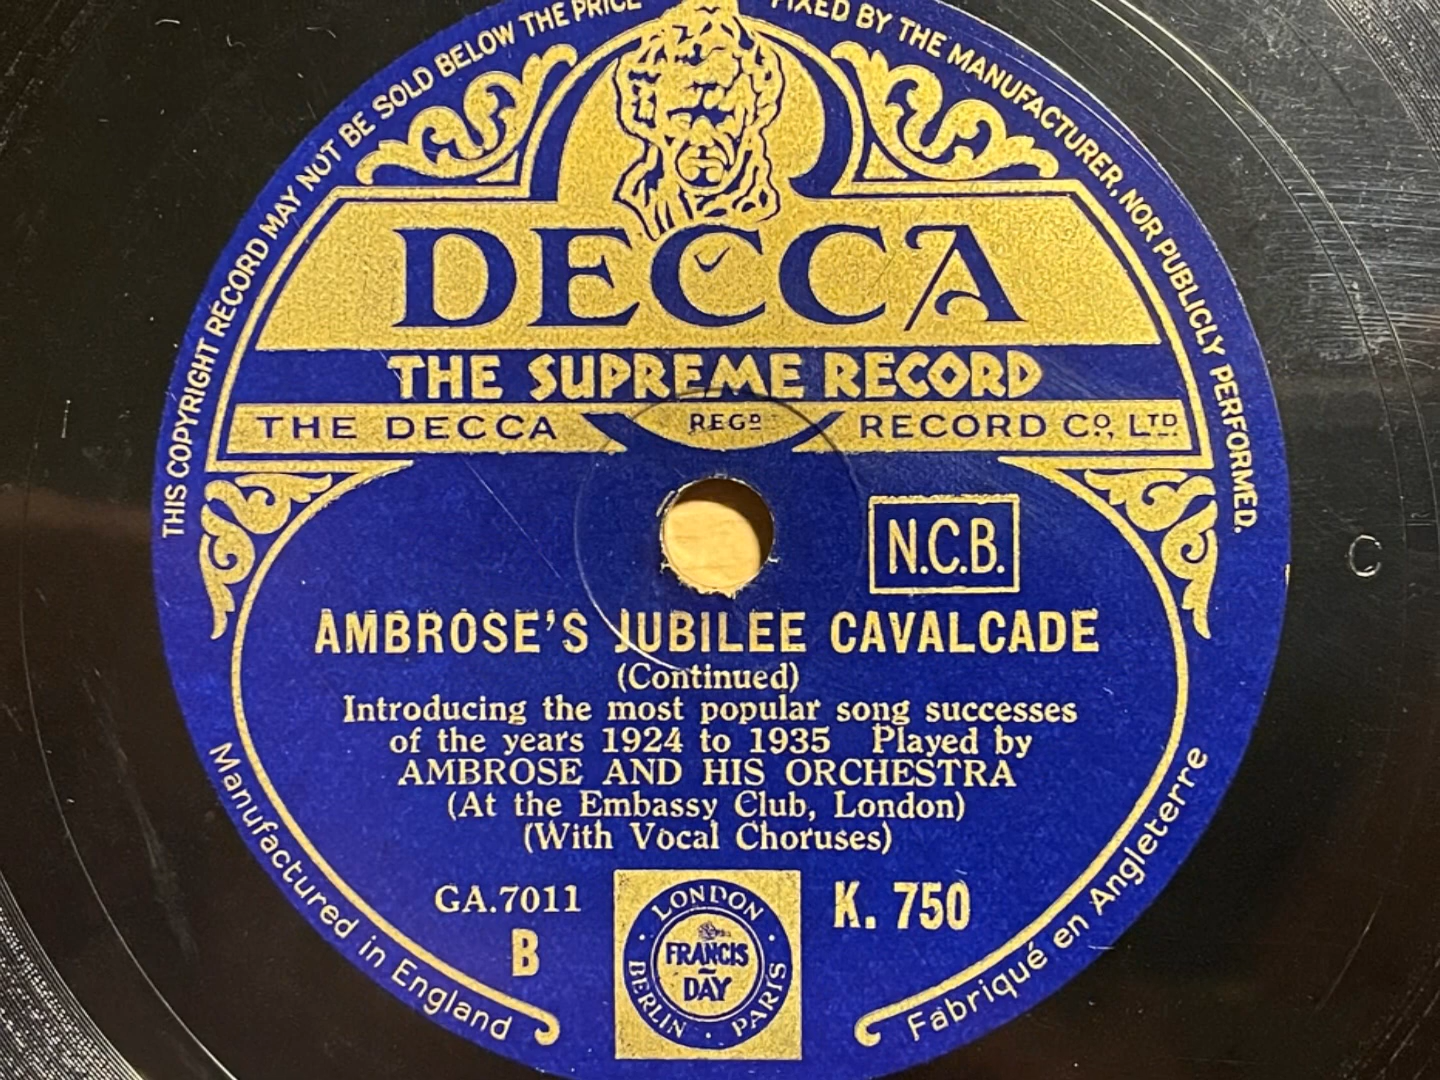 THIS COPYRIGHT RECORD MAY NOT BE SOLD BELOW THE PRICE FIXED BY THE MANUFACTURER, NOR PUBLICLY PERFORMED.
DECCA
THE SUPREME RECORD
THE DECCA REGD RECORD CO., LTD.
N.C.B.
AMBROSE'S JUBILEE CAVALCADE
(Continued)
Introducing the most popular song successes
of the years 1924 to 1935 Played by
AMBROSE AND HIS ORCHESTRA
(At the Embassy Club, London)
(With Vocal Choruses)
GA.7011
B
LONDON
FRANCIS
DAY
BERLIN · PARIS
K. 750
Manufactured in England
Fabriqué en Angleterre
C